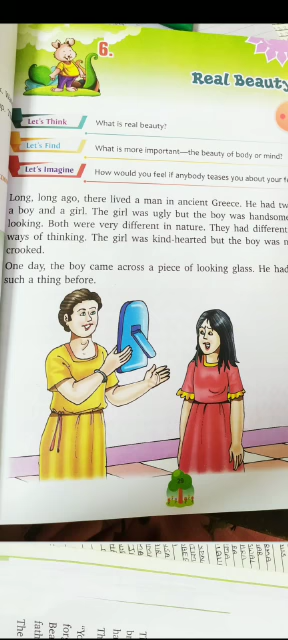 6.
Real Beauty
Let's Think
What is real beauty?
Let's Find
What is more important—the beauty of body or mind?
Let's Imagine
How would you feel if anybody teases you about your
Long, long ago, there lived a man in ancient Greece. He had
a boy and a girl. The girl was ugly but the boy was handsome
looking. Both were very different in nature. They had different
ways of thinking. The girl was kind-hearted but the boy was
crooked.
One day, the boy came across a piece of looking glass. He had
such a thing before.